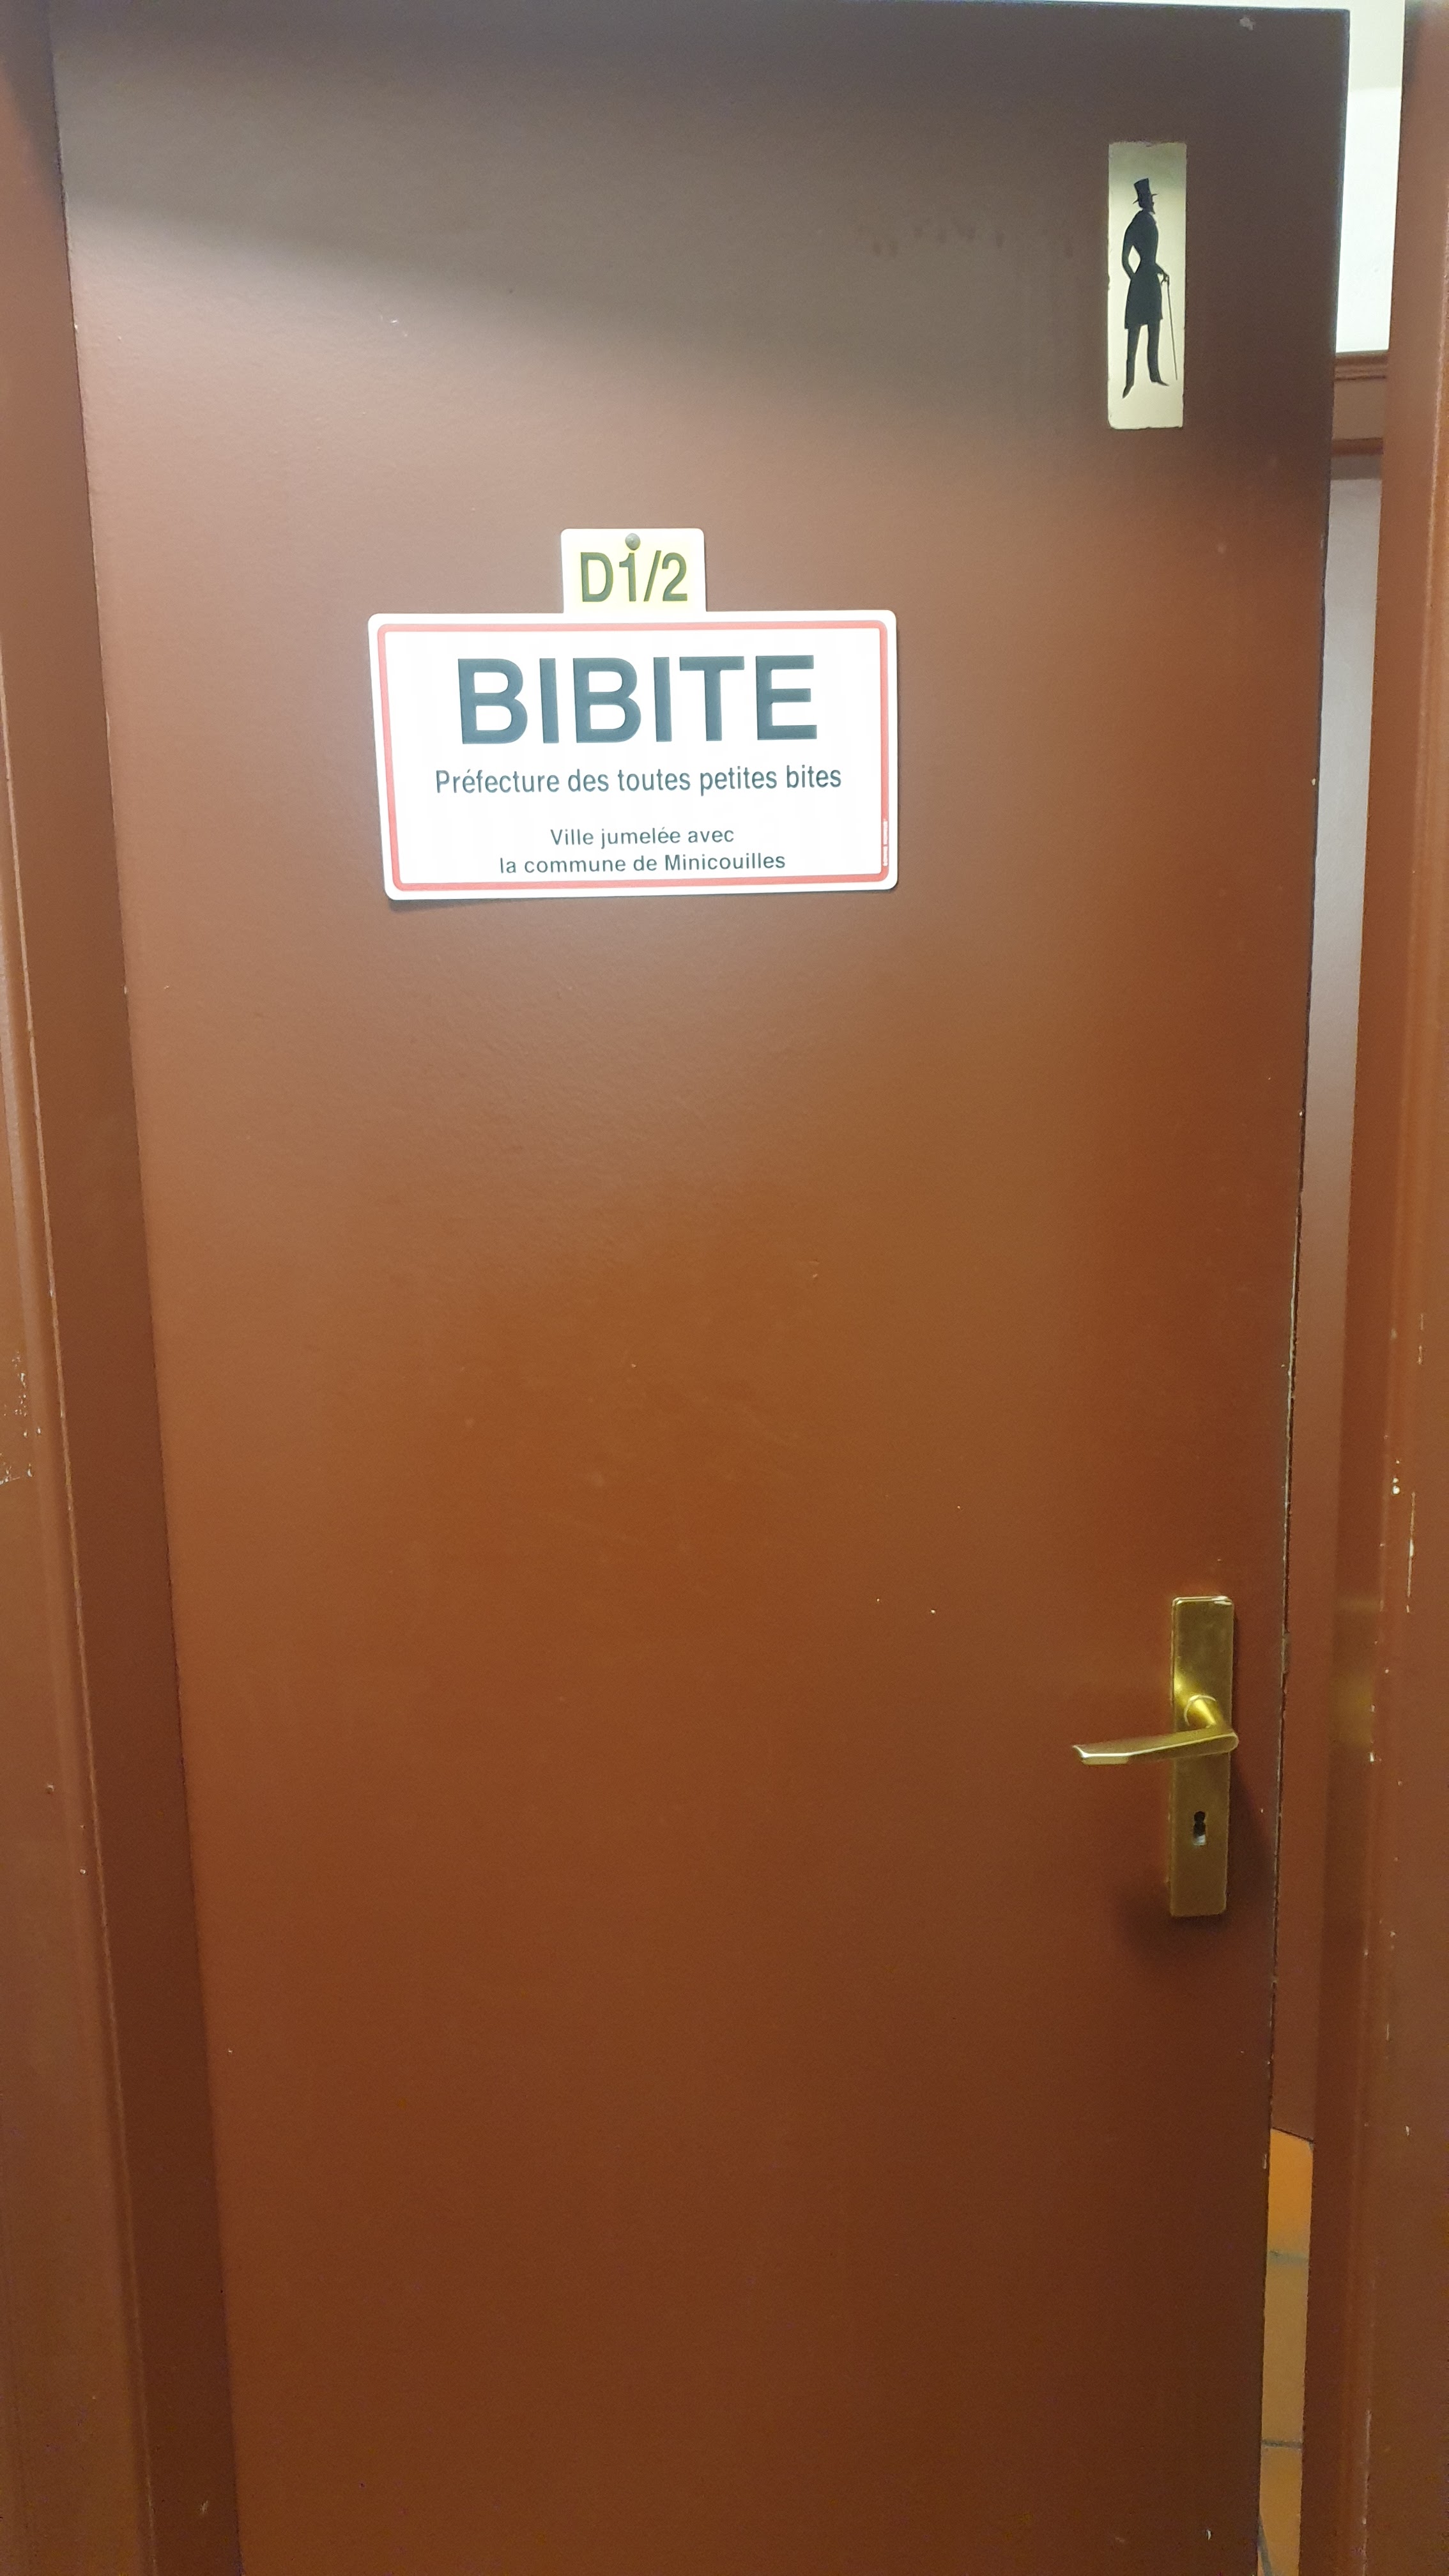 D1/2
BIBITE
Préfecture des toutes petites bites
Ville jumelée avec
la commune de Minicouilles